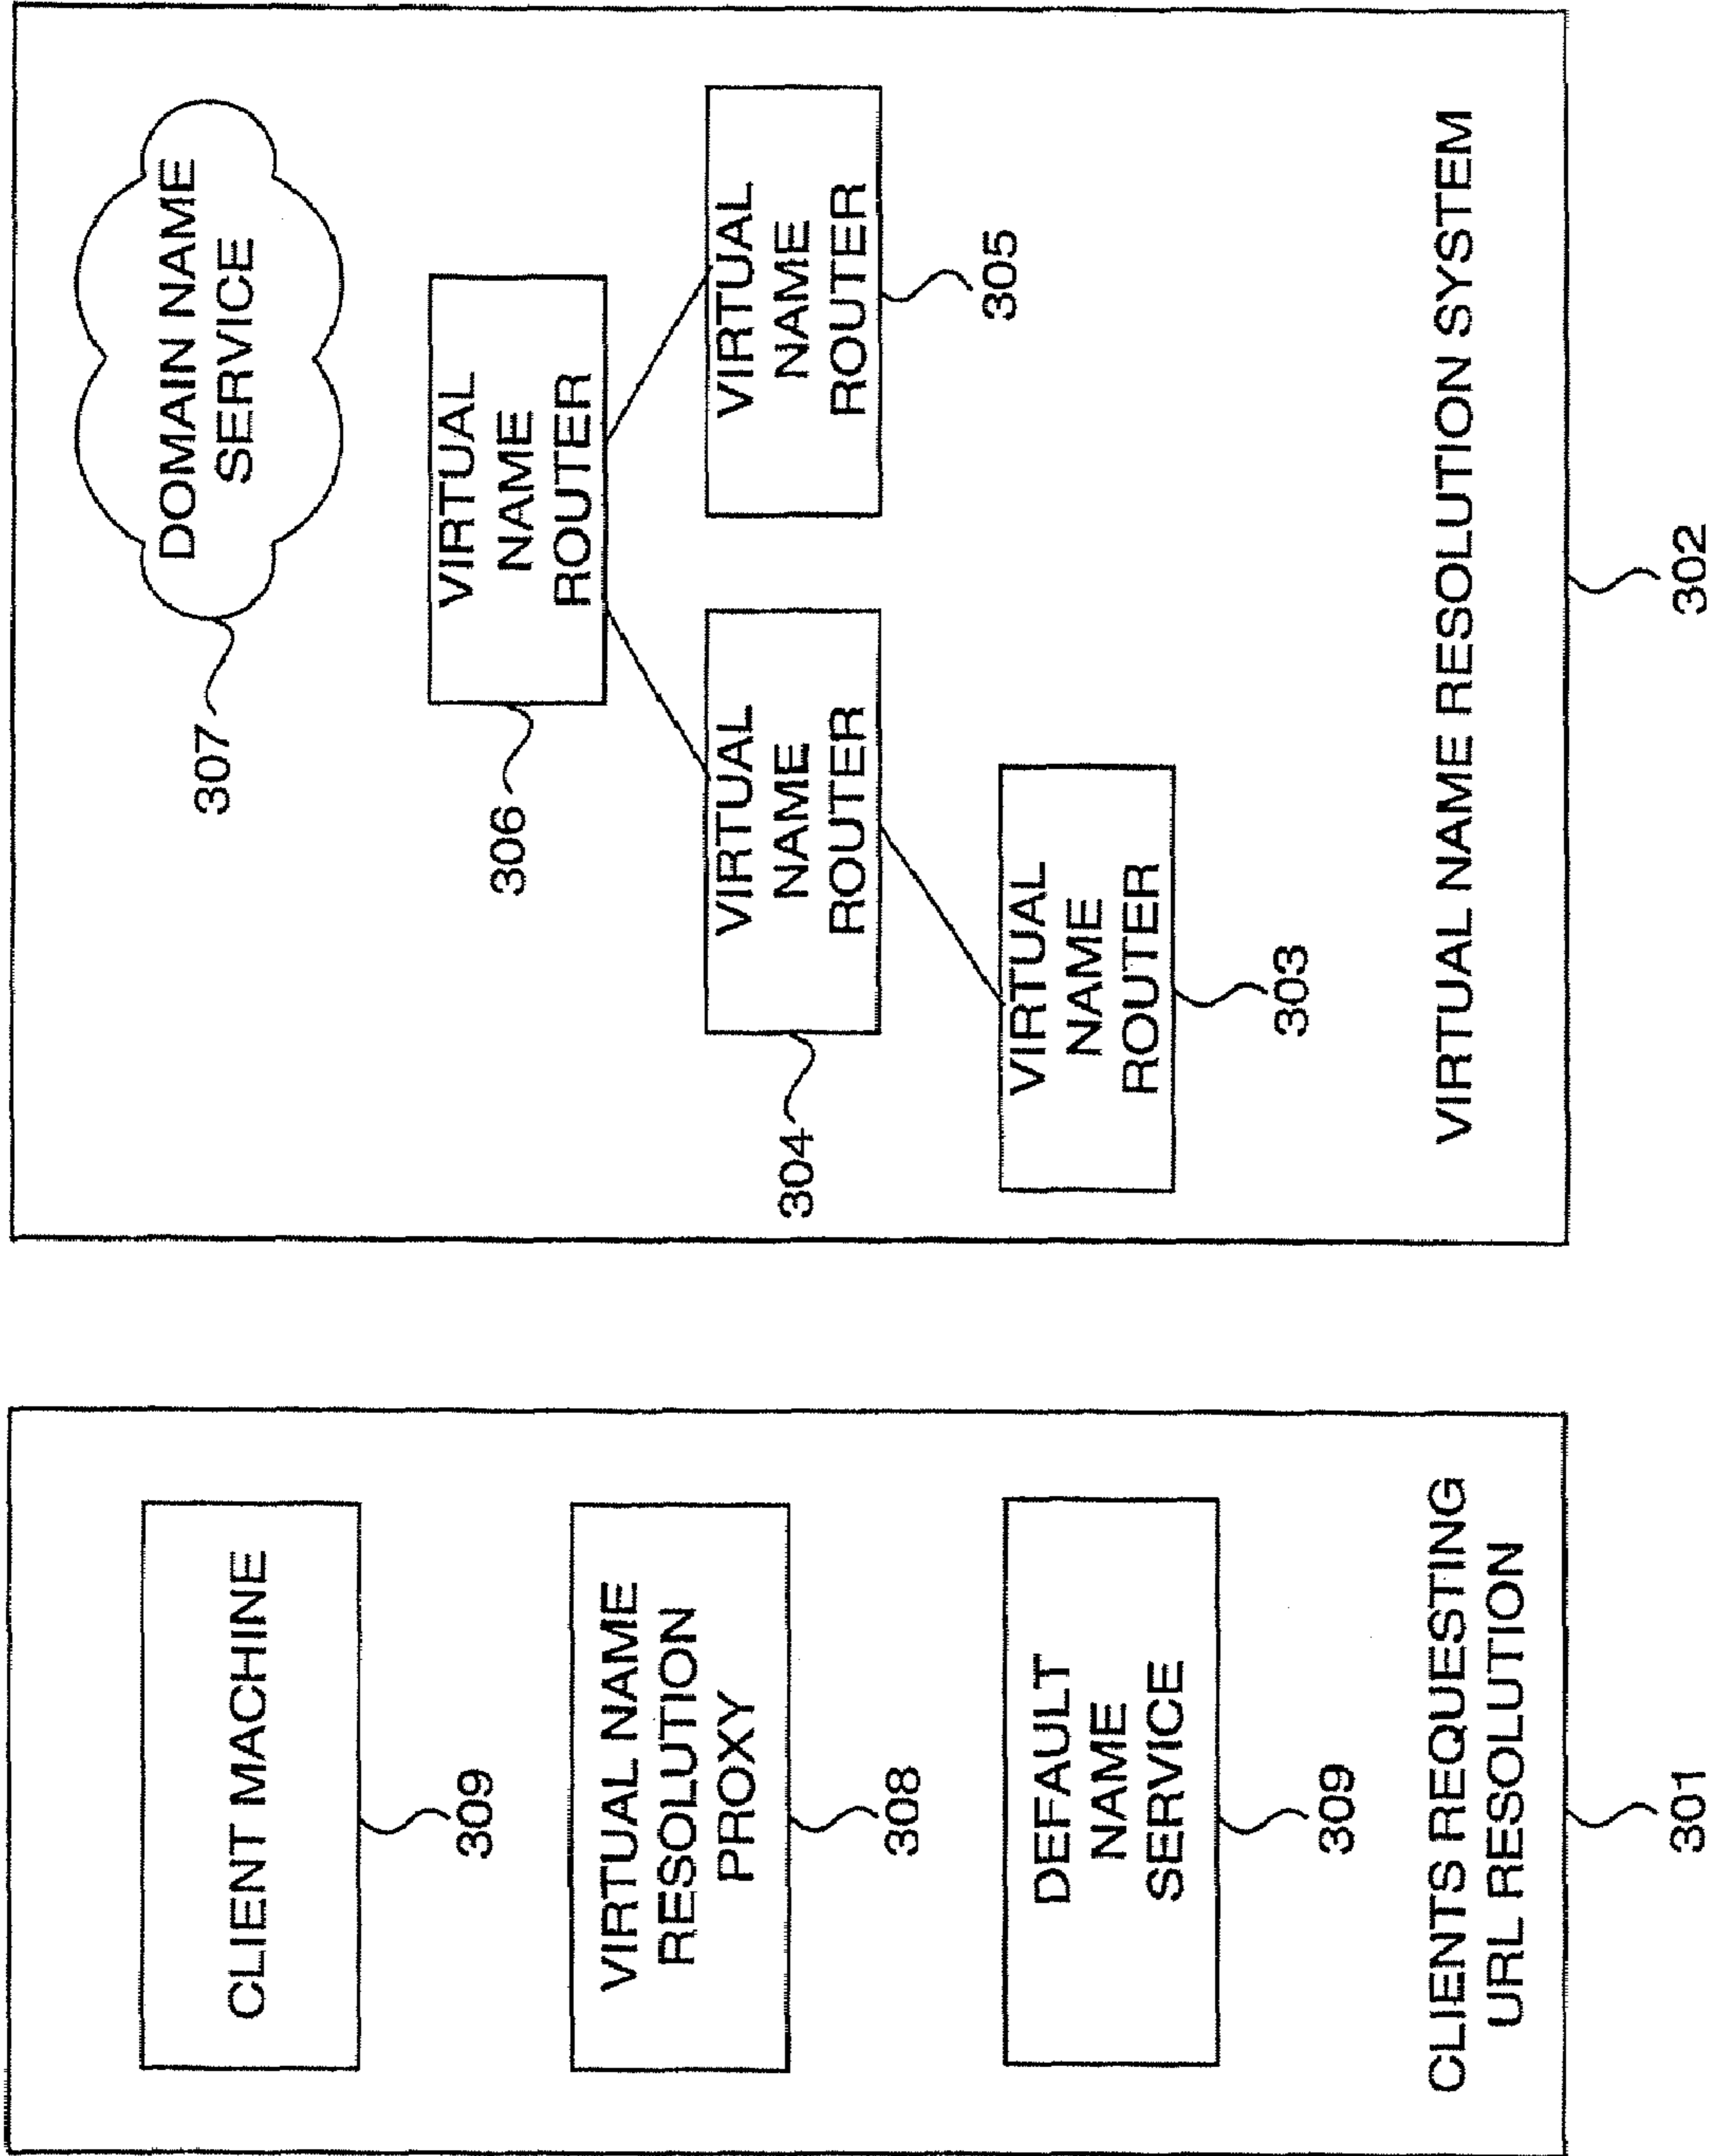 CLIENT MACHINE
309
VIRTUAL NAME
RESOLUTION
PROXY
308
DEFAULT
NAME
SERVICE
309
CLIENTS REQUESTING
URL RESOLUTION
301
DOMAIN NAME
SERVICE
307
VIRTUAL
NAME
ROUTER
306
VIRTUAL
NAME
ROUTER
304
VIRTUAL
NAME
ROUTER
305
VIRTUAL
NAME
ROUTER
303
VIRTUAL NAME RESOLUTION SYSTEM
302